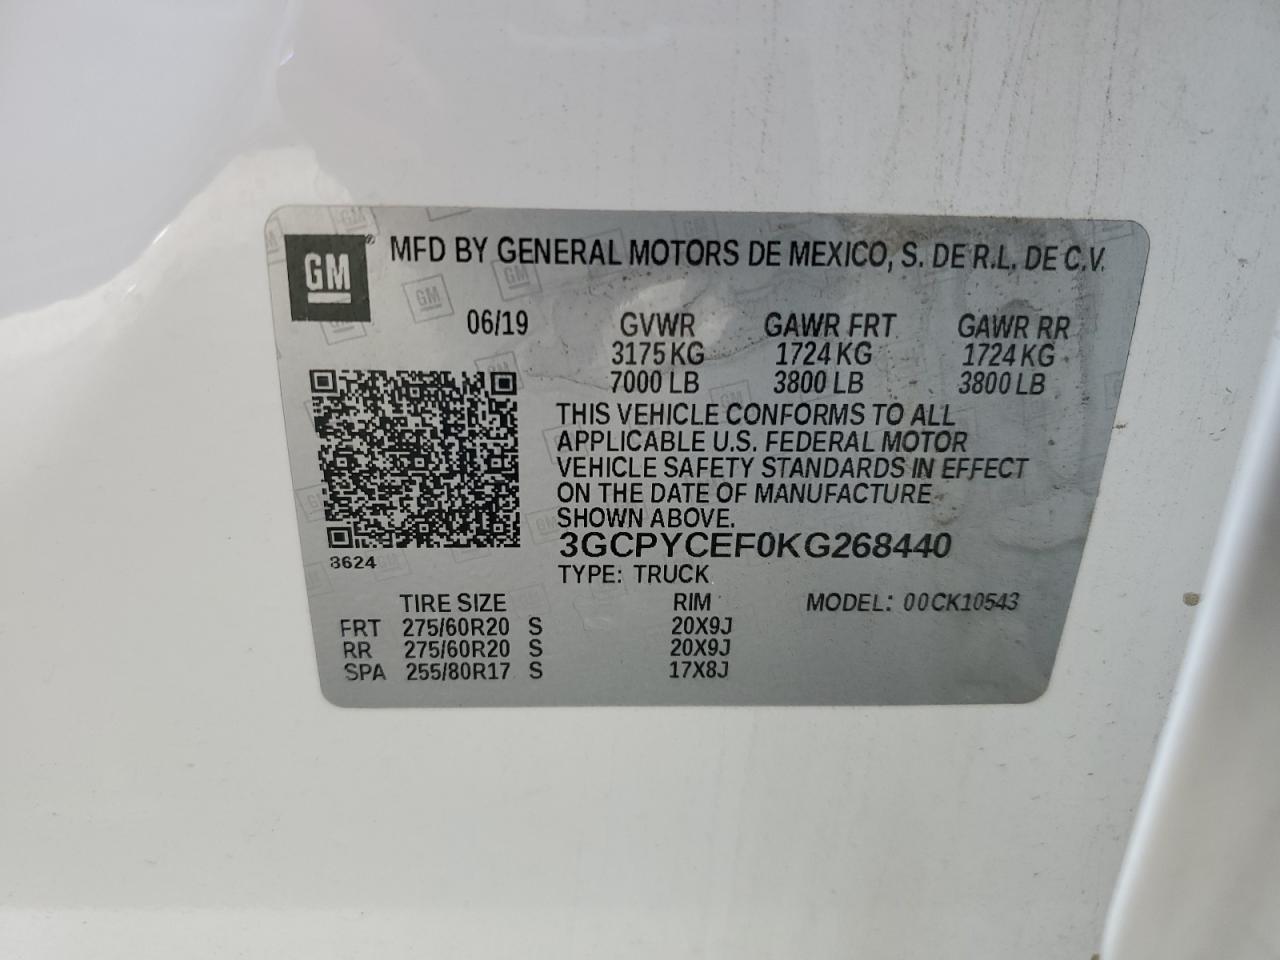 GM® MFD BY GENERAL MOTORS DE MEXICO, S. DE R.L. DE C.V.
06/19 GVWR GAWR FRT GAWR RR
3175 KG 1724 KG 1724 KG
7000 LB 3800 LB 3800 LB
THIS VEHICLE CONFORMS TO ALL
APPLICABLE U.S. FEDERAL MOTOR
VEHICLE SAFETY STANDARDS IN EFFECT
ON THE DATE OF MANUFACTURE
SHOWN ABOVE.
3GCPYCEF0KG268440
3624
TYPE: TRUCK
TIRE SIZE RIM MODEL: 00CK10543
FRT 275/60R20 S 20X9J
RR 275/60R20 S 20X9J
SPA 255/80R17 S 17X8J